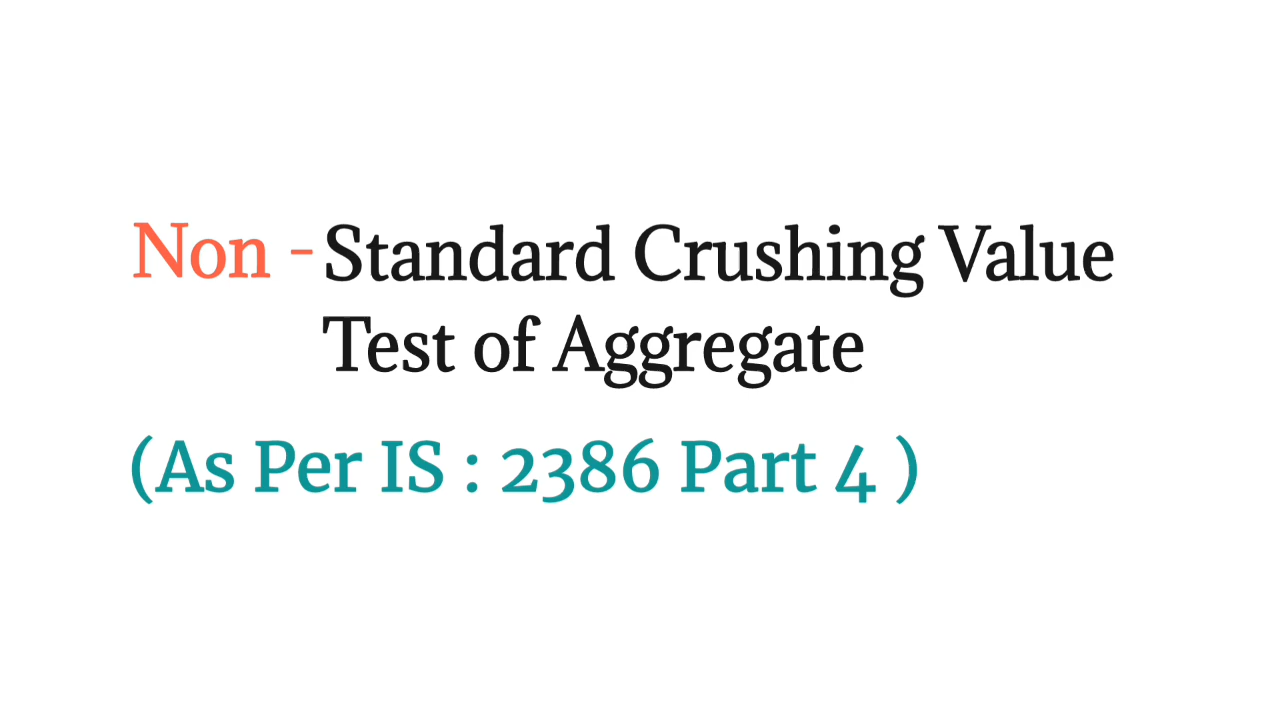 Non - Standard Crushing Value
Test of Aggregate
(As Per IS : 2386 Part 4 )